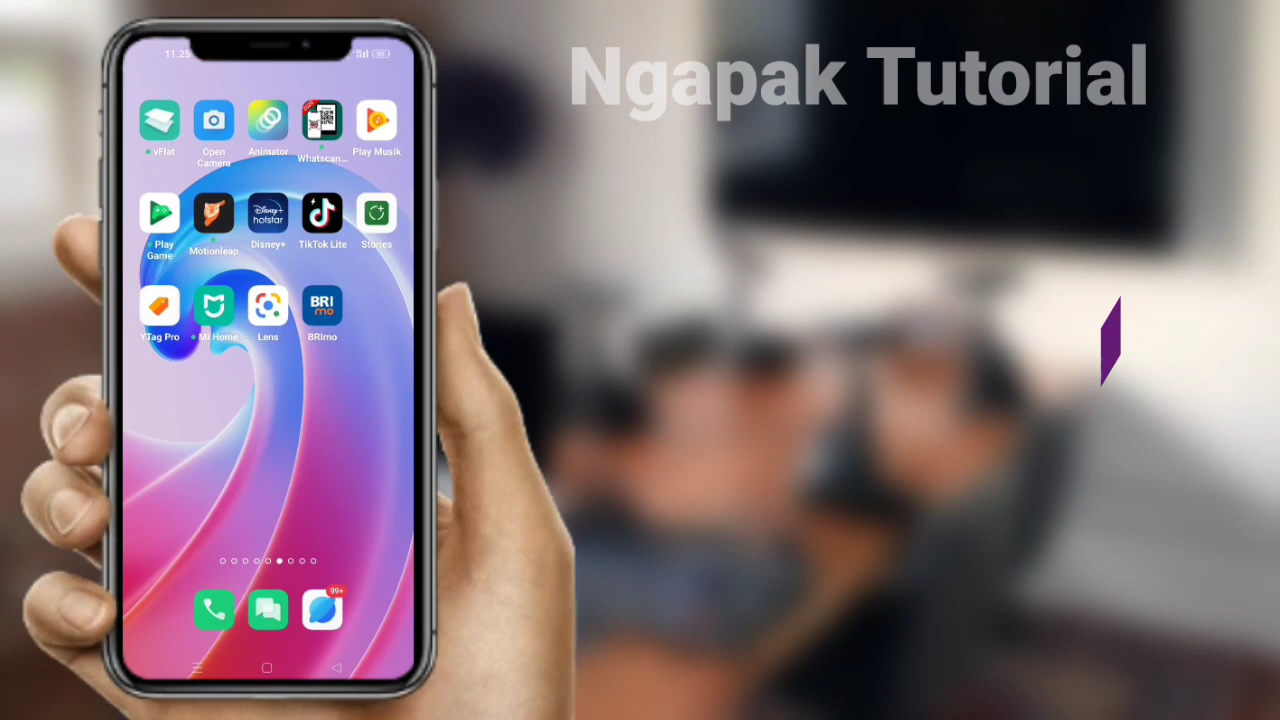 Ngapak Tutorial
11.25
vFlat
Open
Camera
Animator
Whatscan...
Play Musik
Play
Game
Motionleap
Disney+
hotstar
Disney+
TikTok Lite
Stories
YTag Pro
Mi Home
Lens
BRI
mo
BRImo
99+